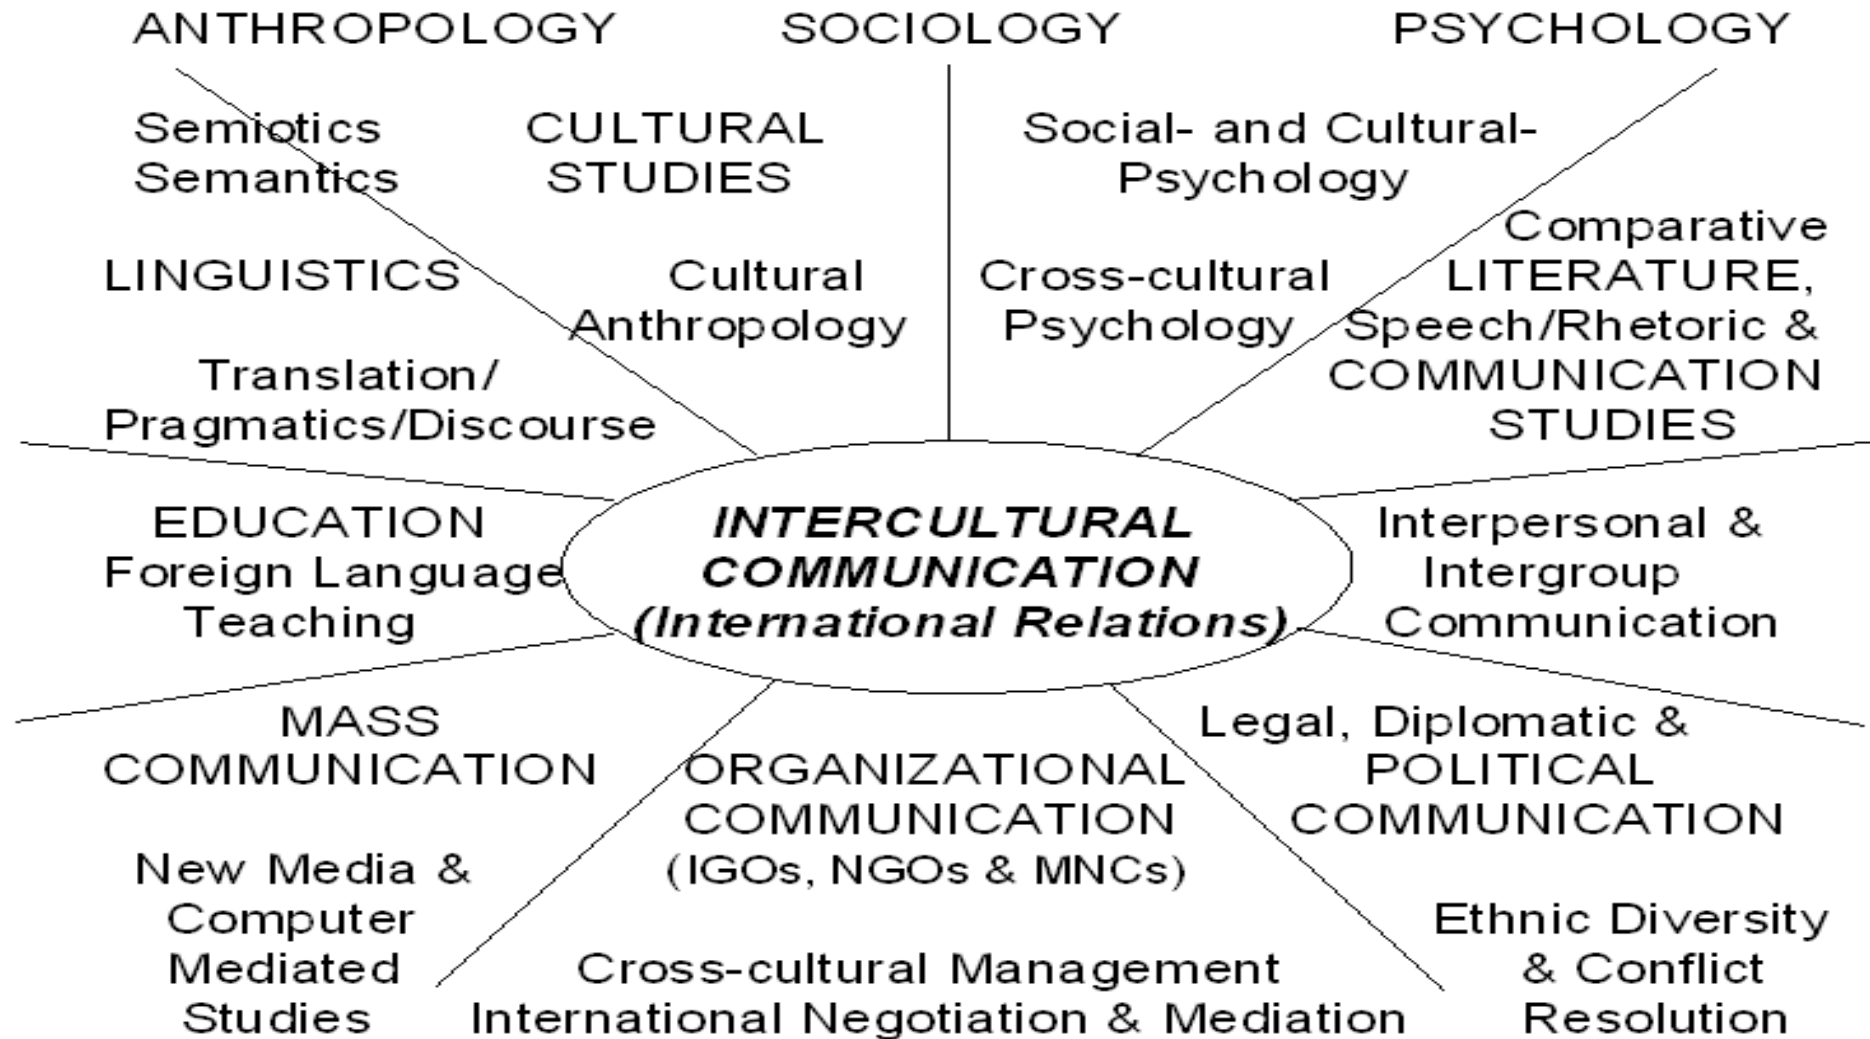 ANTHROPOLOGY SOCIOLOGY PSYCHOLOGY
Semiotics
Semantics
CULTURAL
STUDIES
Social- and Cultural-
Psychology
LINGUISTICS
Cultural
Anthropology
Cross-cultural
Psychology
Comparative
LITERATURE,
Speech/Rhetoric &
COMMUNICATION
STUDIES
Translation/
Pragmatics/Discourse
EDUCATION
Foreign Language
Teaching
INTERCULTURAL
COMMUNICATION
(International Relations)
Interpersonal &
Intergroup
Communication
MASS
COMMUNICATION
New Media &
Computer
Mediated
Studies
ORGANIZATIONAL
COMMUNICATION
(IGOs, NGOs & MNCs)
Cross-cultural Management
International Negotiation & Mediation
Legal, Diplomatic &
POLITICAL
COMMUNICATION
Ethnic Diversity
& Conflict
Resolution